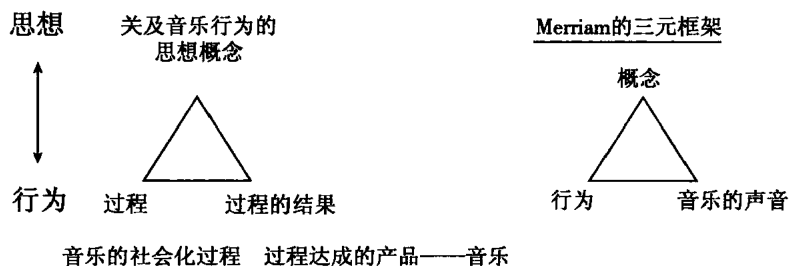 思想
关及音乐行为的
思想概念
Merriam的三元框架
概念
行为
过程
过程的结果
行为
音乐的声音
音乐的社会化过程 过程达成的产品——音乐